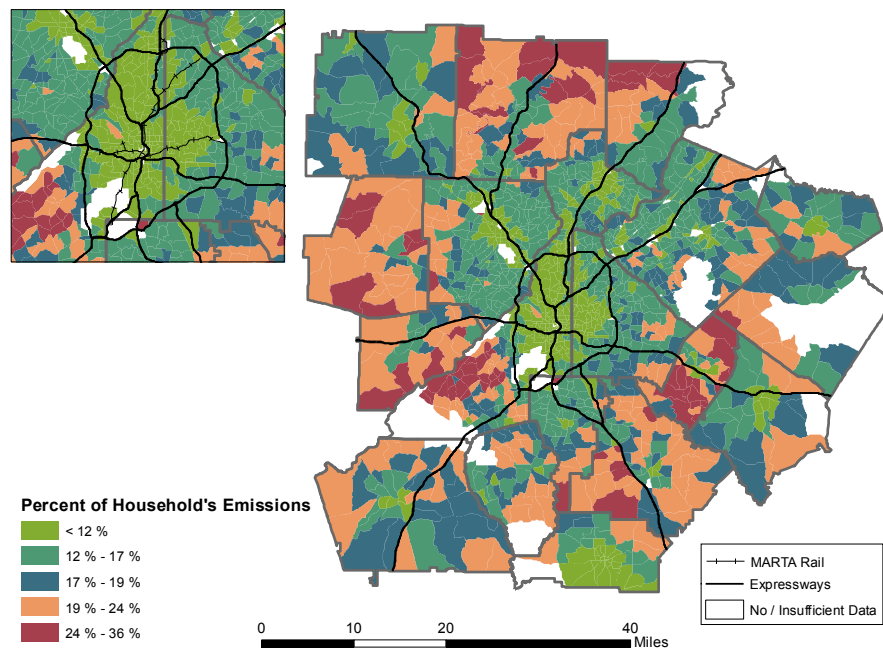 Percent of Household's Emissions
< 12 %
12 % - 17 %
17 % - 19 %
19 % - 24 %
24 % - 36 %
MARTA Rail
Expressways
No / Insufficient Data
0 10 20 40
Miles